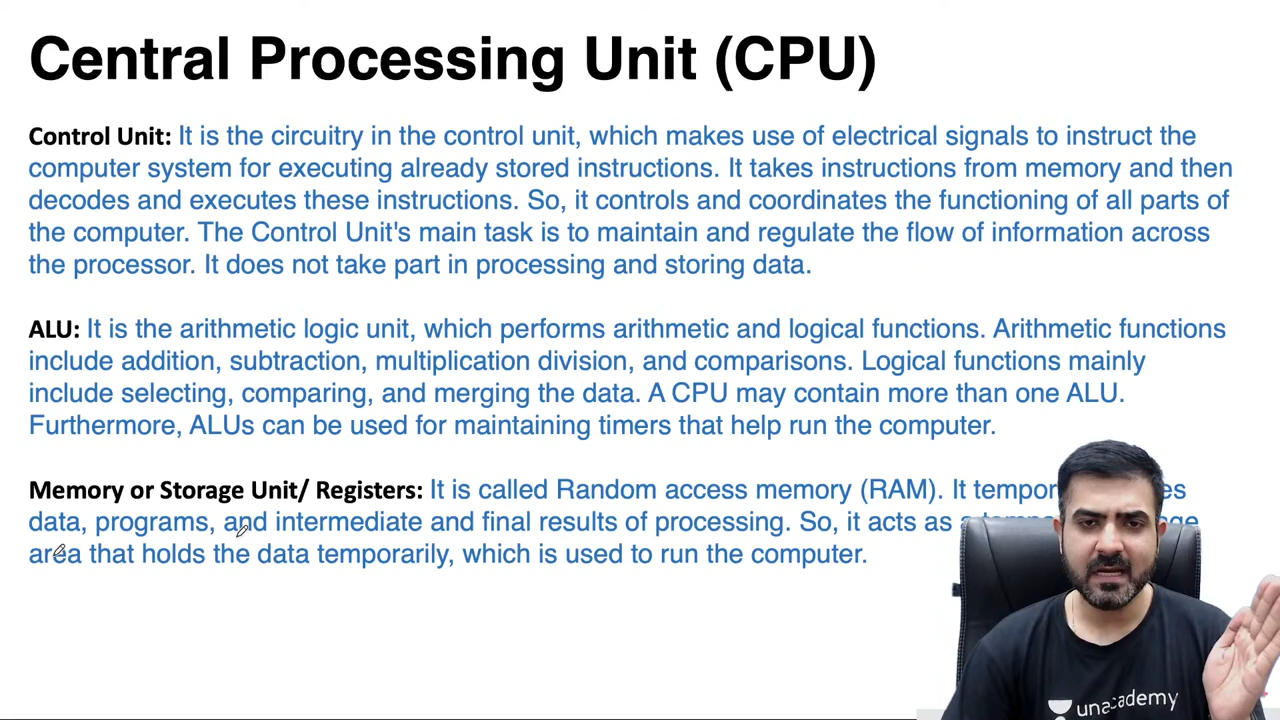 Central Processing Unit (CPU)
Control Unit: It is the circuitry in the control unit, which makes use of electrical signals to instruct the
computer system for executing already stored instructions. It takes instructions from memory and then
decodes and executes these instructions. So, it controls and coordinates the functioning of all parts of
the computer. The Control Unit's main task is to maintain and regulate the flow of information across
the processor. It does not take part in processing and storing data.
ALU: It is the arithmetic logic unit, which performs arithmetic and logical functions. Arithmetic functions
include addition, subtraction, multiplication division, and comparisons. Logical functions mainly
include selecting, comparing, and merging the data. A CPU may contain more than one ALU.
Furthermore, ALUs can be used for maintaining timers that help run the computer.
Memory or Storage Unit/ Registers: It is called Random access memory (RAM). It
data, programs, and intermediate and final results of processing. So, it acts as
area that holds the data temporarily, which is used to run the computer.
unacademy